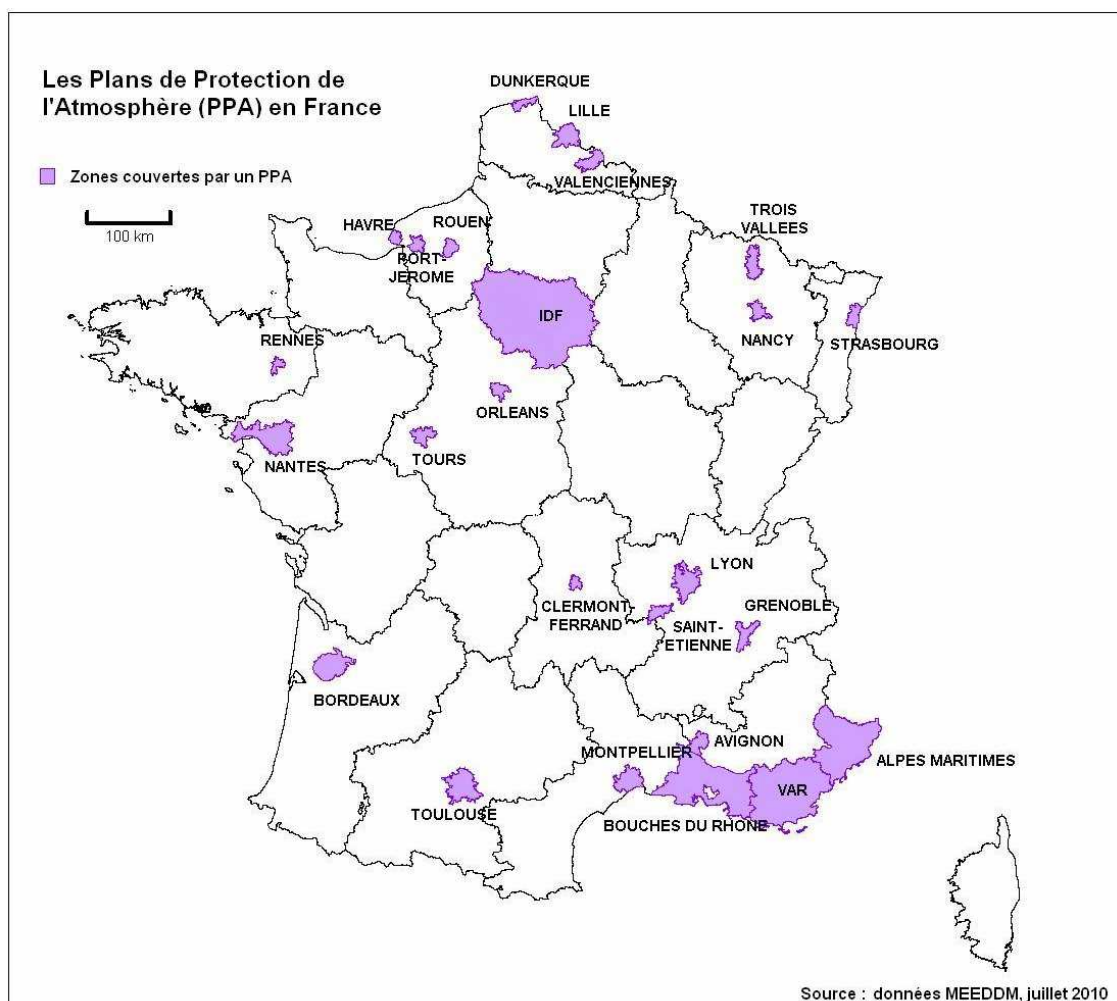 Les Plans de Protection de
l'Atmosphère (PPA) en France
Zones couvertes par un PPA
100 km
DUNKERQUE
LILLE
VALENCIENNES
HAVRE
ROUEN
PORT-
JEROME
TROIS
VALLEES
IDF
NANCY
STRASBOURG
RENNES
ORLEANS
NANTES
TOURS
LYON
CLERMONT-
FERRAND
GRENOBLE
SAINT-
ETIENNE
BORDEAUX
MONTPELLIER
AVIGNON
ALPES MARITIMES
VAR
TOULOUSE
BOUCHES DU RHONE
Source : données MEEDDM, juillet 2010